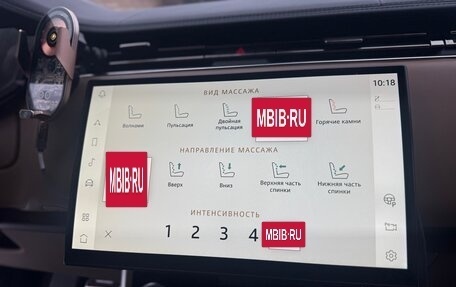 10:18
ВИД МАССАЖА
Волнами
Пульсация
Двойная
пульсация
MBIB·RU
Горячие камни
НАПРАВЛЕНИЕ МАССАЖА
MBIB·RU
Вверх
Вниз
Верхняя часть
спинки
Нижняя часть
спинки
ИНТЕНСИВНОСТЬ
1 2 3 4 MBIB·RU